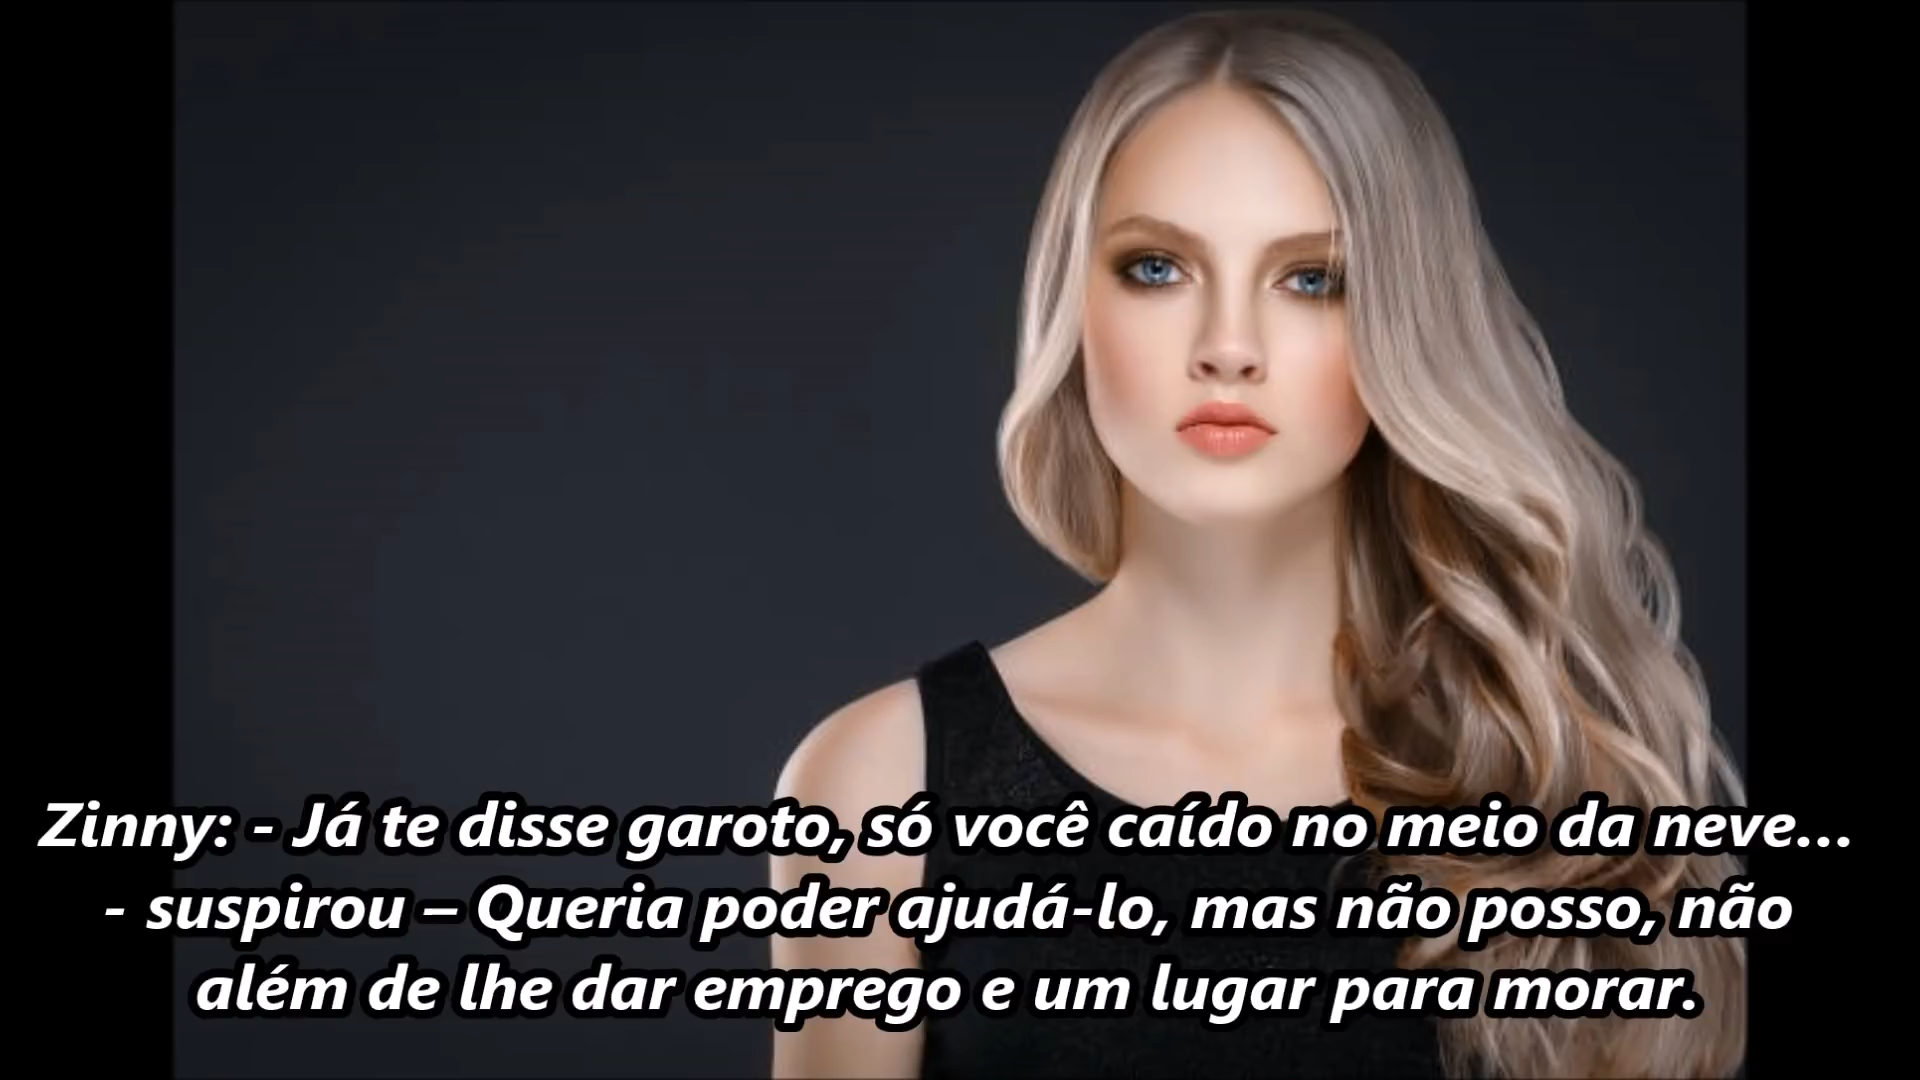 Zinny: - Já te disse garoto, só você caído no meio da neve...
- suspirou – Queria poder ajudá-lo, mas não posso, não
além de lhe dar emprego e um lugar para morar.